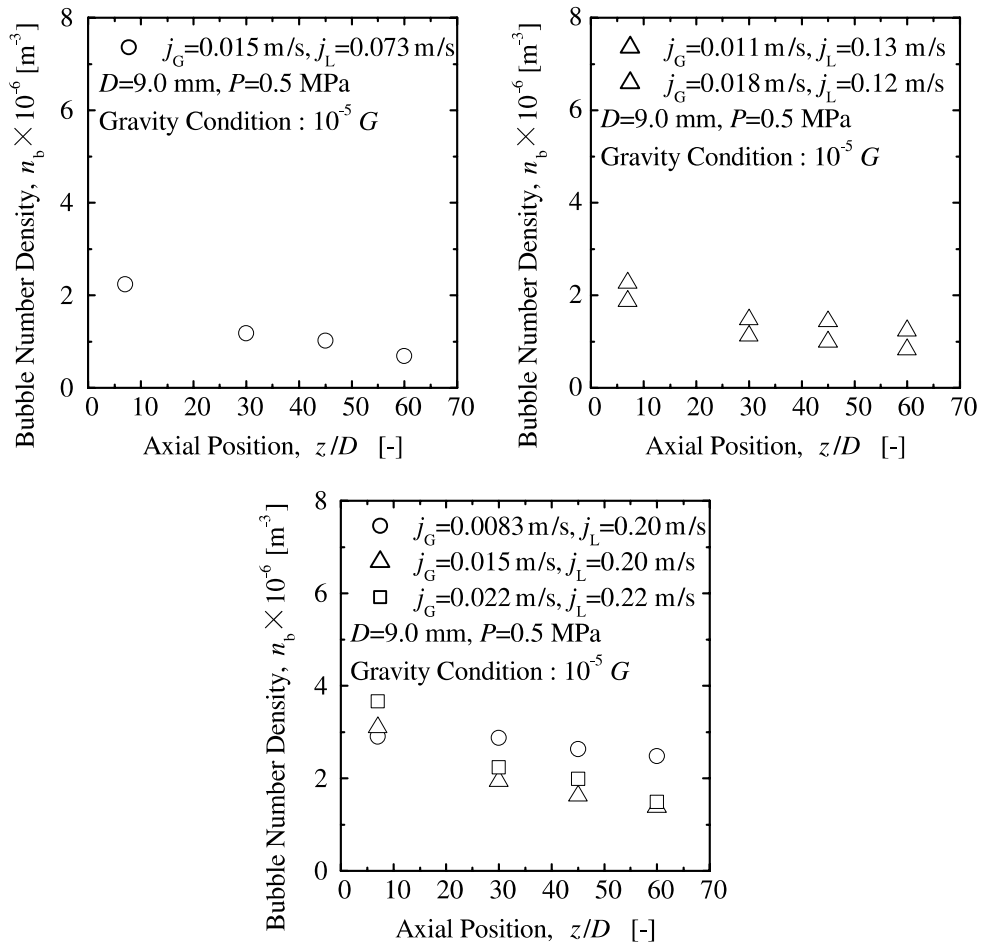 8
6
4
2
0
Bubble Number Density, n_b × 10^-6 [m^-3]
j_G=0.015 m/s, j_L=0.073 m/s
D=9.0 mm, P=0.5 MPa
Gravity Condition : 10^-5 G
0 10 20 30 40 50 60 70
Axial Position, z/D [-]
8
6
4
2
0
Bubble Number Density, n_b × 10^-6 [m^-3]
j_G=0.011 m/s, j_L=0.13 m/s
j_G=0.018 m/s, j_L=0.12 m/s
D=9.0 mm, P=0.5 MPa
Gravity Condition : 10^-5 G
0 10 20 30 40 50 60 70
Axial Position, z/D [-]
8
6
4
2
0
Bubble Number Density, n_b × 10^-6 [m^-3]
j_G=0.0083 m/s, j_L=0.20 m/s
j_G=0.015 m/s, j_L=0.20 m/s
j_G=0.022 m/s, j_L=0.22 m/s
D=9.0 mm, P=0.5 MPa
Gravity Condition : 10^-5 G
0 10 20 30 40 50 60 70
Axial Position, z/D [-]